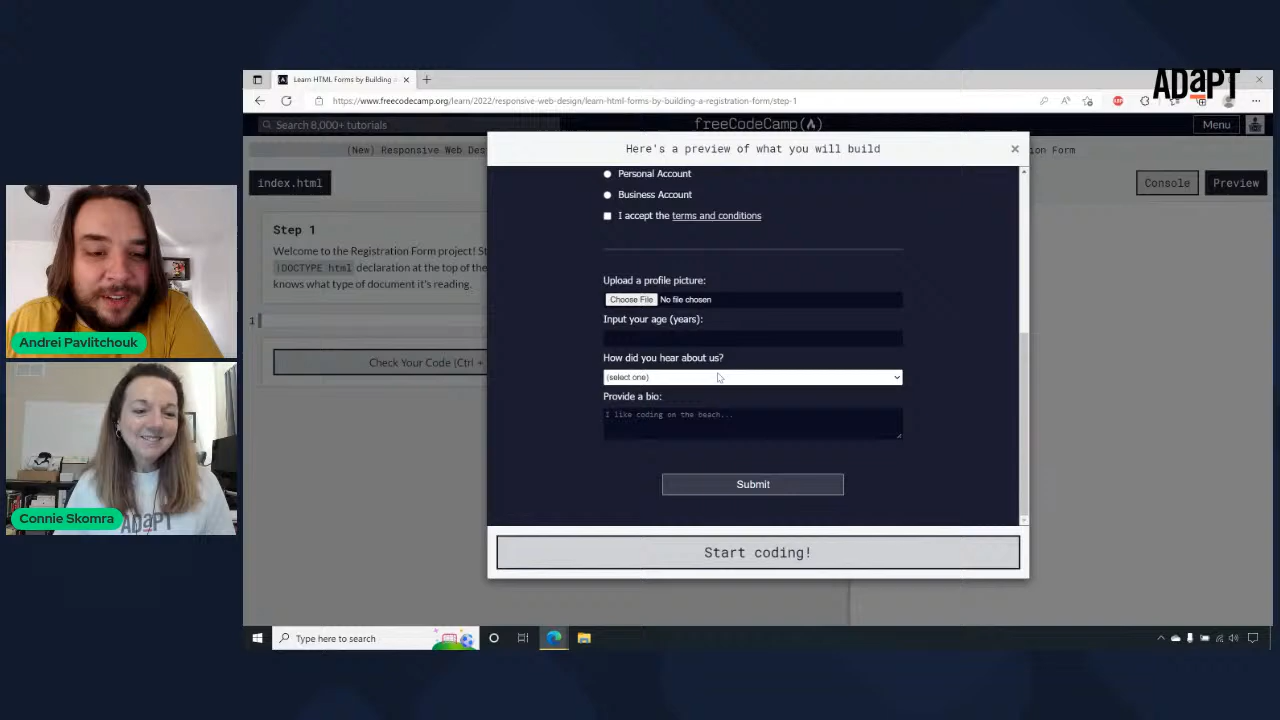 ADaPT
Learn HTML Forms by Building
https://www.freecodecamp.org/learn/2022/responsive-web-design/learn-html-forms-by-building-a-registration-form/step-1
Search 8,000+ tutorials
freeCodeCamp
Menu
(New) Responsive Web Des
on Form
Here's a preview of what you will build
index.html
Console
Preview
Personal Account
Business Account
I accept the terms and conditions
Step 1
Welcome to the Registration Form project! St
!DOCTYPE html declaration at the top of the
knows what type of document it's reading.
1
Check Your Code (Ctrl +
Upload a profile picture:
Choose File No file chosen
Input your age (years):
How did you hear about us?
(select one)
Provide a bio:
I like coding on the beach...
Submit
Start coding!
Andrei Pavlitchouk
Connie Skomra
ADaPT
Type here to search